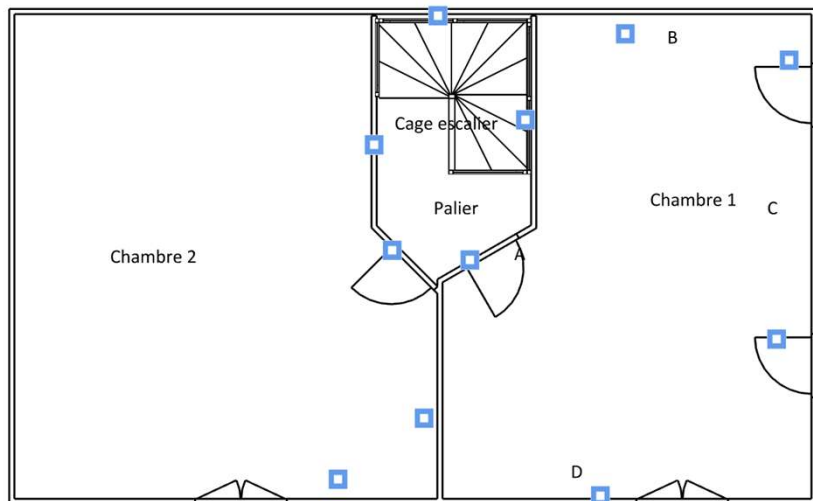 B
Cage escalier
Chambre 1
Palier
C
Chambre 2
A
D